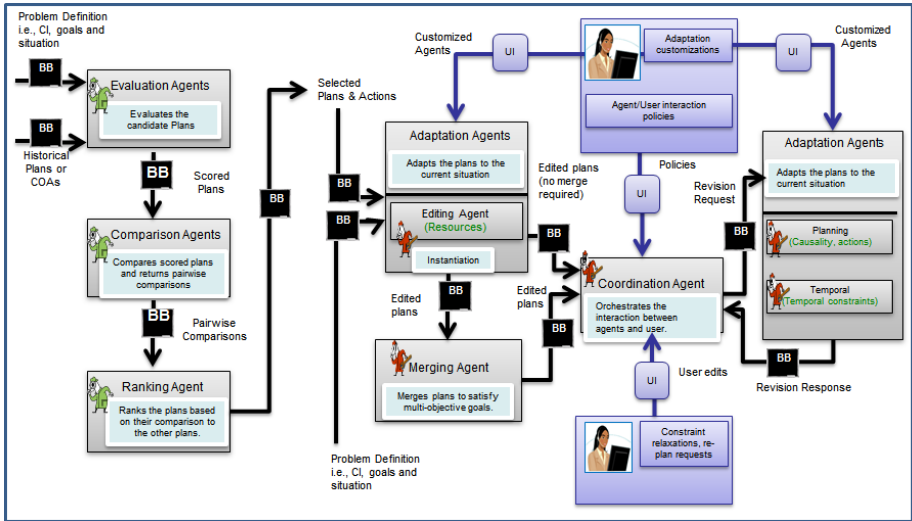 Problem Definition
i.e., CI, goals and
situation
BB
Evaluation Agents
Evaluates the
candidate Plans
BB
Historical
Plans or
COAs
BB
Scored
Plans
Comparison Agents
Compares scored
plans and returns pairwise
comparisons
BB
Pairwise
Comparisons
Ranking Agent
Ranks the plans based
on their comparison to
the other plans.
BB
Selected
Plans & Actions
BB
BB
Problem Definition
i.e., CI, goals and
situation
Customized
Agents
UI
Adaptation Agents
Adapts the plans to the
current situation
Editing Agent
(Resources)
Instantiation
Edited plans
(no merge
required)
BB
Edited
plans
BB
Merging Agent
Merges plans to satisfy
multi-objective goals.
Edited
plans
BB
Adaptation
customizations
Agent/User interaction
policies
Policies
UI
Coordination Agent
Orchestrates the
interaction between
agents and user.
UI
User edits
Constraint
relaxations, re-
plan requests
UI
Customized
Agents
Revision
Request
BB
Adaptation Agents
Adapts the plans to the
current situation
Planning
(Causality, actions)
Temporal
(Temporal constraints)
BB
Revision Response